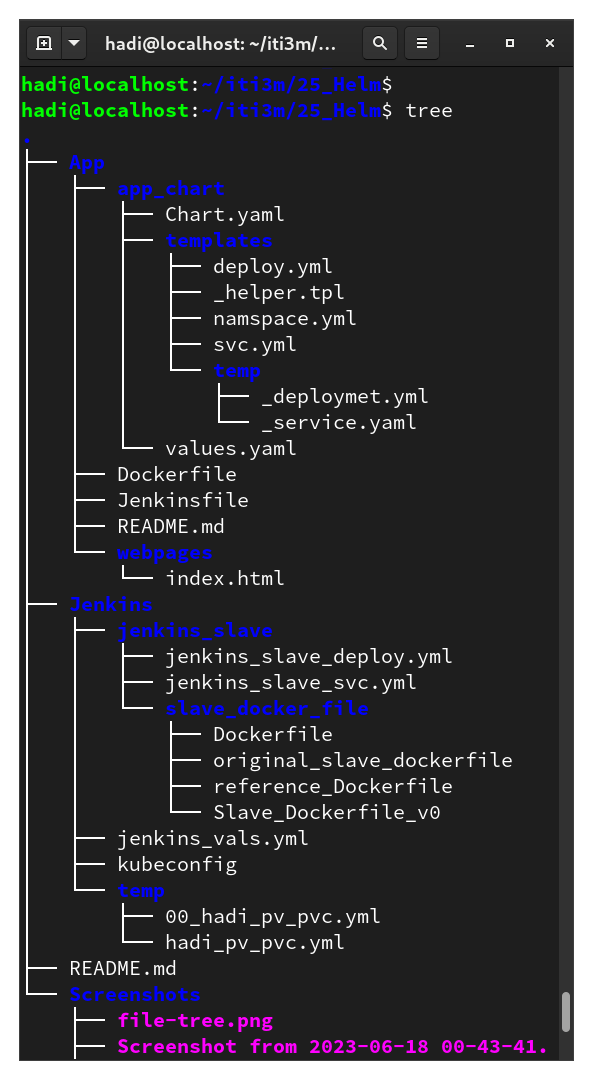 hadi@localhost: ~/iti3m/...
hadi@localhost:~/iti3m/25_Helm$
hadi@localhost:~/iti3m/25_Helm$ tree
.
├── App
│   ├── app_chart
│   │   ├── Chart.yaml
│   │   ├── templates
│   │   │   ├── deploy.yml
│   │   │   ├── _helper.tpl
│   │   │   ├── namspace.yml
│   │   │   ├── svc.yml
│   │   │   └── temp
│   │   │       ├── _deploymet.yml
│   │   │       └── _service.yaml
│   │   └── values.yaml
│   ├── Dockerfile
│   ├── Jenkinsfile
│   ├── README.md
│   └── webpages
│       └── index.html
├── Jenkins
│   ├── jenkins_slave
│   │   ├── jenkins_slave_deploy.yml
│   │   ├── jenkins_slave_svc.yml
│   │   └── slave_docker_file
│   │       ├── Dockerfile
│   │       ├── original_slave_dockerfile
│   │       ├── reference_Dockerfile
│   │       └── Slave_Dockerfile_v0
│   ├── jenkins_vals.yml
│   ├── kubeconfig
│   └── temp
│       ├── 00_hadi_pv_pvc.yml
│       └── hadi_pv_pvc.yml
├── README.md
└── Screenshots
    ├── file-tree.png
    ├── Screenshot from 2023-06-18 00-43-41.